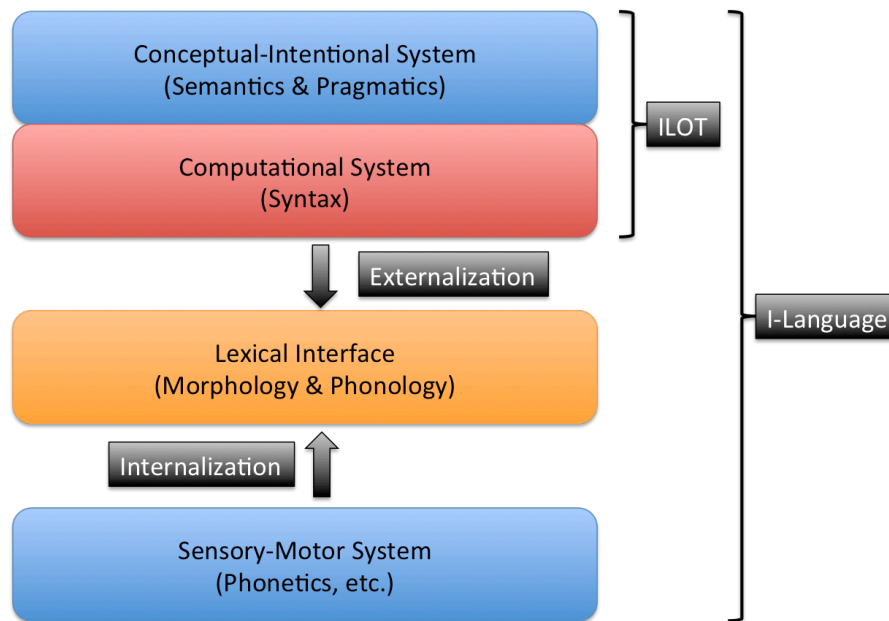 Conceptual-Intentional System
(Semantics & Pragmatics)
ILOT
Computational System
(Syntax)
Externalization
I-Language
Lexical Interface
(Morphology & Phonology)
Internalization
Sensory-Motor System
(Phonetics, etc.)